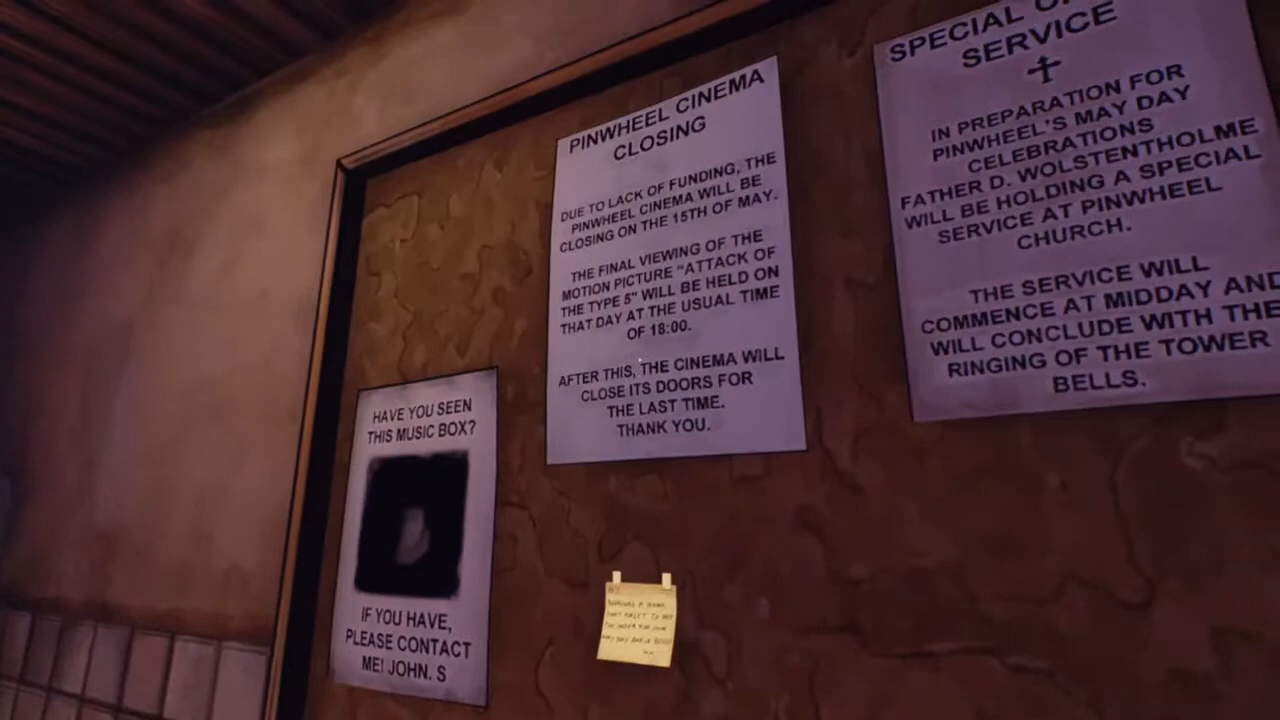 HAVE YOU SEEN
THIS MUSIC BOX?
IF YOU HAVE,
PLEASE CONTACT
ME! JOHN. S
PINWHEEL CINEMA
CLOSING
DUE TO LACK OF FUNDING, THE
PINWHEEL CINEMA WILL BE
CLOSING ON THE 15TH OF MAY.
THE FINAL VIEWING OF THE
MOTION PICTURE "ATTACK OF
THE TYPE 5" WILL BE HELD ON
THAT DAY AT THE USUAL TIME
OF 18:00.
AFTER THIS, THE CINEMA WILL
CLOSE ITS DOORS FOR
THE LAST TIME.
THANK YOU.
SPECIAL
SERVICE
IN PREPARATION FOR
PINWHEEL'S MAY DAY
CELEBRATIONS
FATHER D. WOLSTENTHOLME
WILL BE HOLDING A SPECIAL
SERVICE AT PINWHEEL
CHURCH.
THE SERVICE WILL
COMMENCE AT MIDDAY AND
WILL CONCLUDE WITH THE
RINGING OF THE TOWER
BELLS.